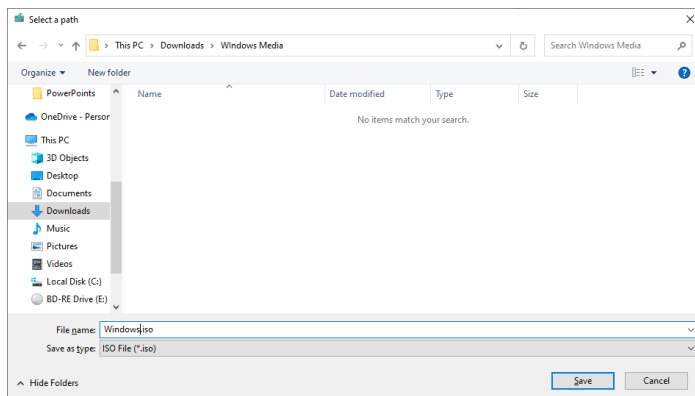 Select a path
This PC > Downloads > WIndows Media
Search WIndows Media
Organize
New folder
Name
Date modified
Type
Size
PowerPoints
OneDrive - Person
This PC
3D Objects
Desktop
Documents
Downloads
Music
Pictures
Videos
Local Disk (C:)
BD-RE Drive (E:)
No items match your search.
File name: Windows.iso
Save as type: ISO File (*.iso)
Hide Folders
Save
Cancel